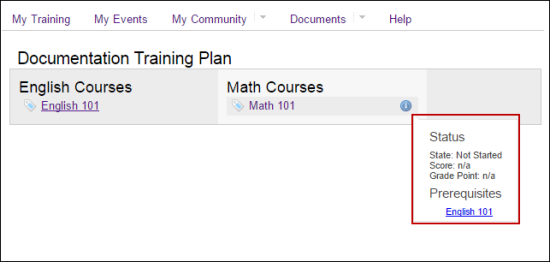 My Training My Events My Community Documents Help
Documentation Training Plan
English Courses Math Courses
English 101 Math 101
Status
State: Not Started
Score: n/a
Grade Point: n/a
Prerequisites
English 101